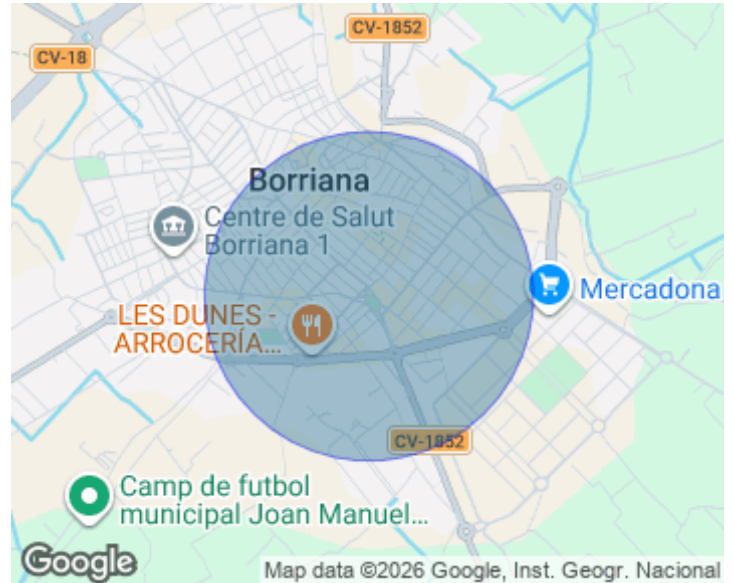 CV-1852
CV-18
Borriana
Centre de Salut
Borriana 1
Mercadona
LES DUNES -
ARROCERÍA...
CV-1852
Camp de futbol
municipal Joan Manuel...
Google
Map data ©2026 Google, Inst. Geogr. Nacional